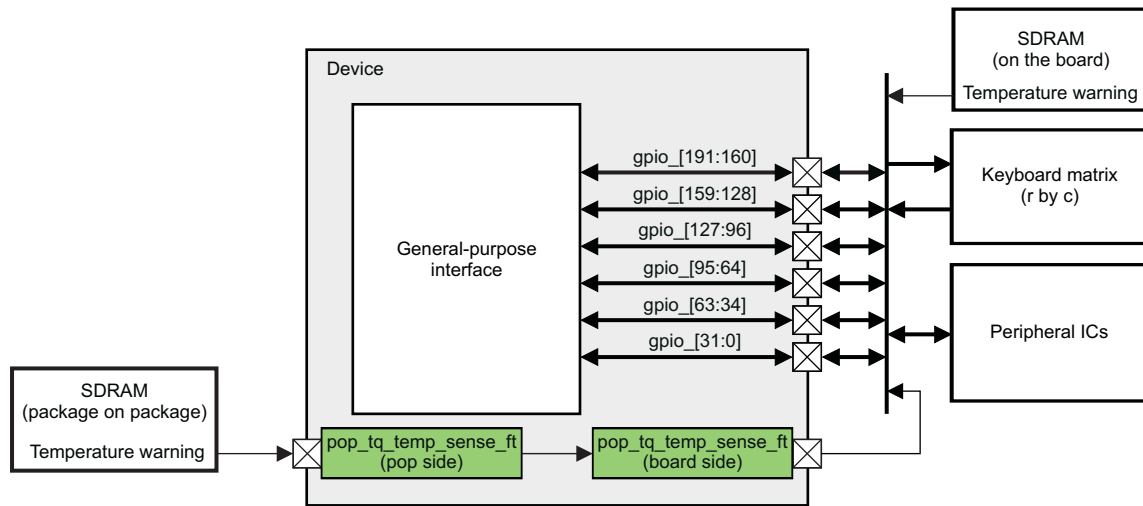 Device
SDRAM
(on the board)
Temperature warning
gpio_[191:160]
gpio_[159:128]
gpio_[127:96]
gpio_[95:64]
gpio_[63:34]
gpio_[31:0]
General-purpose
interface
Keyboard matrix
(r by c)
Peripheral ICs
SDRAM
(package on package)
Temperature warning
pop_tq_temp_sense_ft
(pop side)
pop_tq_temp_sense_ft
(board side)